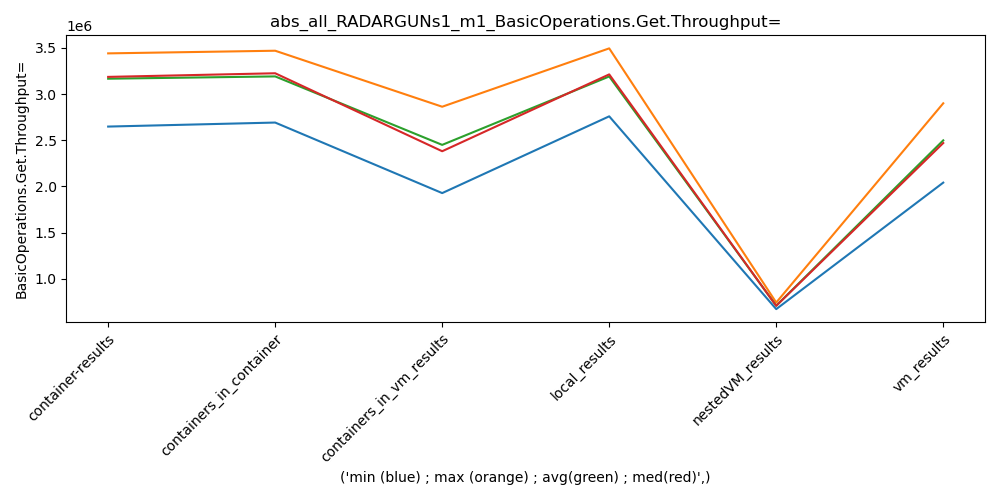 abs_all_RADARGUNs1_m1_BasicOperations.Get.Throughput=
1e6
BasicOperations.Get.Throughput=
3.5
3.0
2.5
2.0
1.5
1.0
container-results
containers_in_container
containers_in_vm_results
local_results
nestedVM_results
vm_results
('min (blue) ; max (orange) ; avg(green) ; med(red)',)